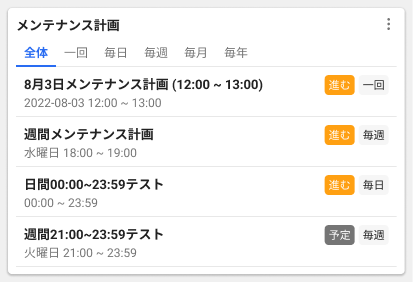 メンテナンス計画
全体 一回 毎日 毎週 毎月 毎年
8月3日メンテナンス計画 (12:00 ~ 13:00) 進む 一回
2022-08-03 12:00 ~ 13:00
週間メンテナンス計画 進む 毎週
水曜日 18:00 ~ 19:00
日間00:00~23:59テスト 進む 毎日
00:00 ~ 23:59
週間21:00~23:59テスト 予定 毎週
火曜日 21:00 ~ 23:59